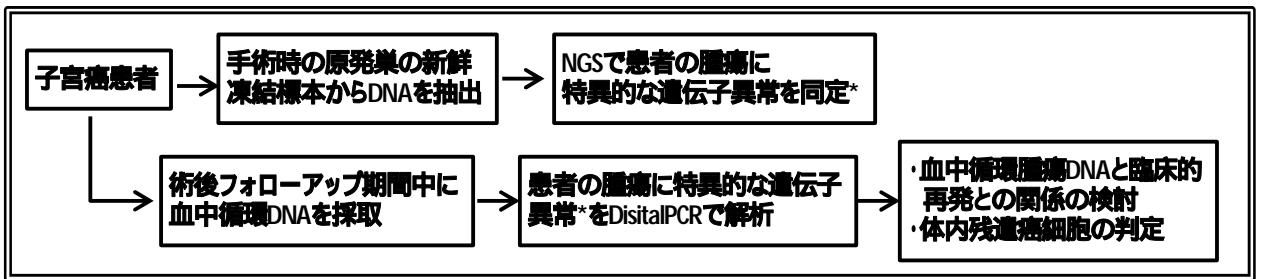 子宮癌患者
手術時の原発巣の新鮮
凍結標本からDNAを抽出
NGSで患者の腫瘍に
特異的な遺伝子異常を同定*
術後フォローアップ期間中に
血中循環DNAを採取
患者の腫瘍に特異的な遺伝子
異常*をDisitalPCRで解析
・血中循環腫瘍DNAと臨床的
再発との関係の検討
・体内残遺癌細胞の判定